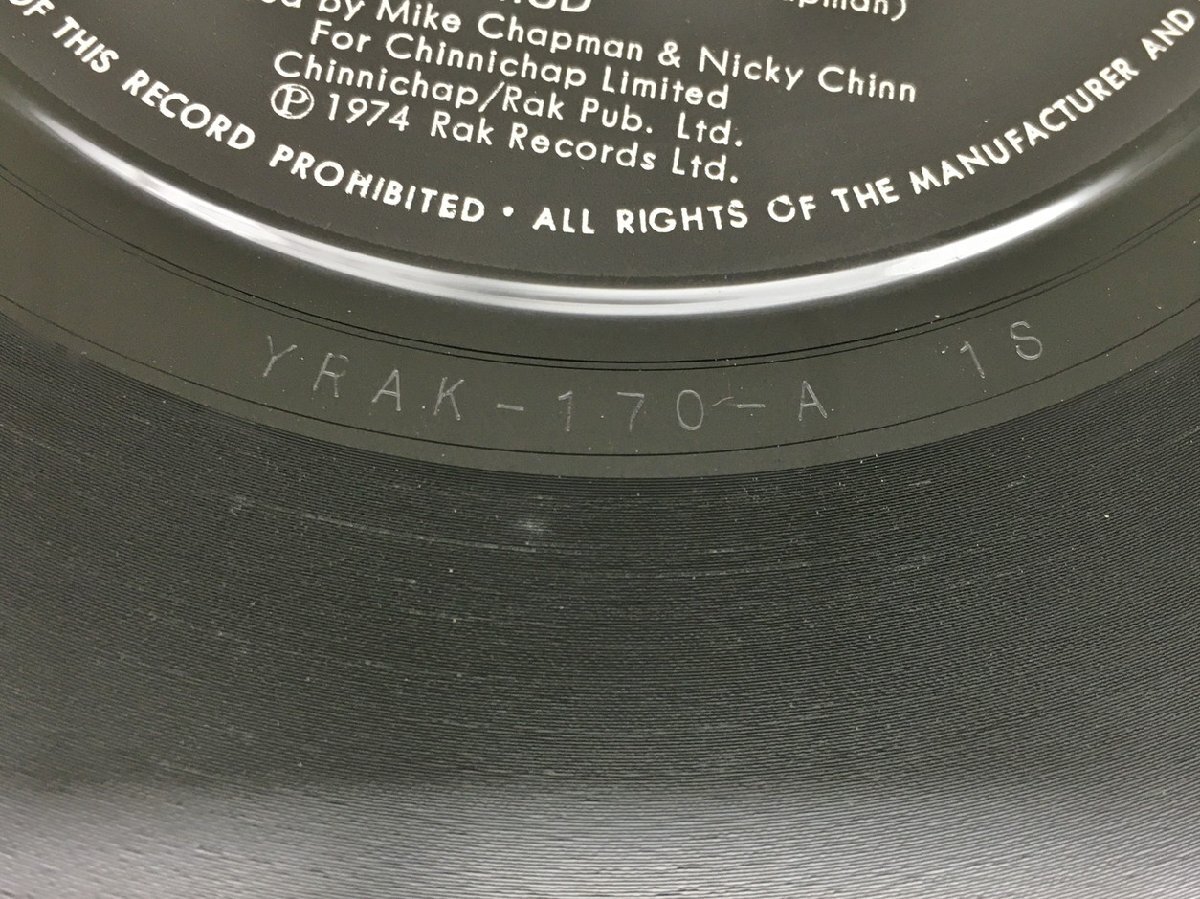 by Mike Chapman & Nicky Chinn
For Chinnichap Limited
Chinnichap/Rak Pub. Ltd.
Ⓟ 1974 Rak Records Ltd.
OF THIS RECORD PROHIBITED • ALL RIGHTS OF THE MANUFACTURER AND
YRAK-170-A 1S